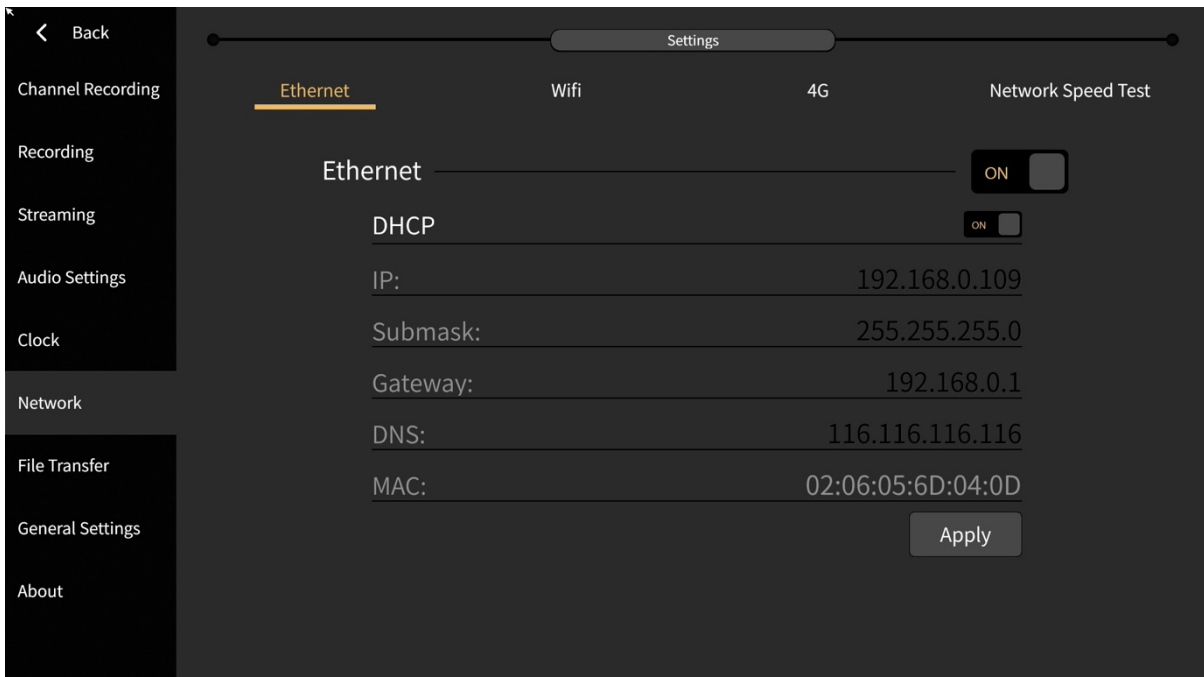 Back
Settings
Channel Recording
Ethernet
Wifi
4G
Network Speed Test
Recording
Ethernet
ON
Streaming
DHCP
ON
Audio Settings
IP:
192.168.0.109
Clock
Submask:
255.255.255.0
Network
Gateway:
192.168.0.1
DNS:
116.116.116.116
File Transfer
MAC:
02:06:05:6D:04:0D
General Settings
Apply
About